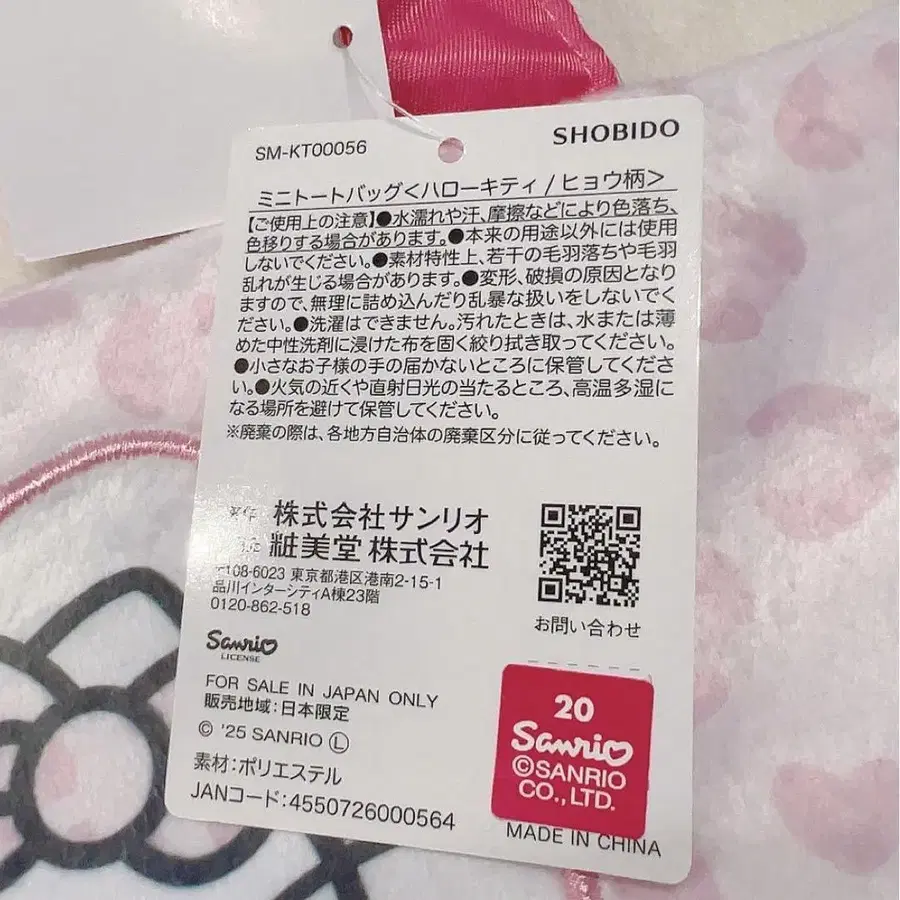 SM-KT00056
SHOBIDO
ミニトートバッグ<ハローキティ/ヒョウ柄>
【ご使用上の注意】●水濡れや汗、摩擦などにより色落ち、
色移りする場合があります。●本来の用途以外には使用
しないでください。●素材特性上、若干の毛羽落ちや毛羽
乱れが生じる場合があります。●変形、破損の原因となり
ますので、無理に詰め込んだり乱暴な扱いをしないでく
ださい。●洗濯はできません。汚れたときは、水または薄
めた中性洗剤に浸けた布を固く絞り拭き取ってください。
●小さなお子様の手の届かないところに保管してくださ
い。●火気の近くや直射日光の当たるところ、高温多湿に
なる場所を避けて保管してください。
※廃棄の際は、各地方自治体の廃棄区分に従ってください。
株式会社サンリオ
粧美堂株式会社
〒108-6023 東京都港区港南2-15-1
品川インターシティA棟23階
0120-862-518
お問い合わせ
Sanrio
LICENSE
FOR SALE IN JAPAN ONLY
販売地域:日本限定
© '25 SANRIO Ⓛ
素材:ポリエステル
JANコード:4550726000564
20
Sanrio
©SANRIO
CO., LTD.
MADE IN CHINA